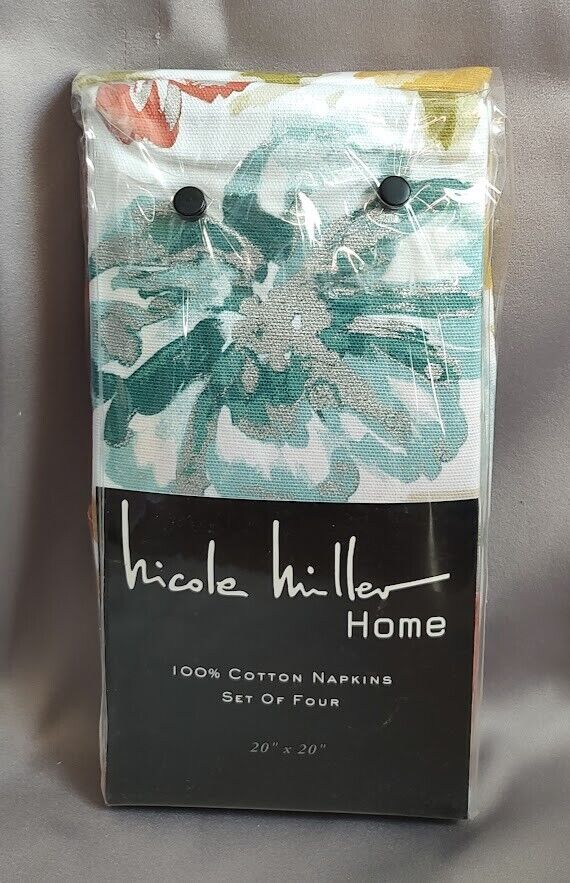 nicole miller
Home
100% COTTON NAPKINS
SET OF FOUR
20" x 20"